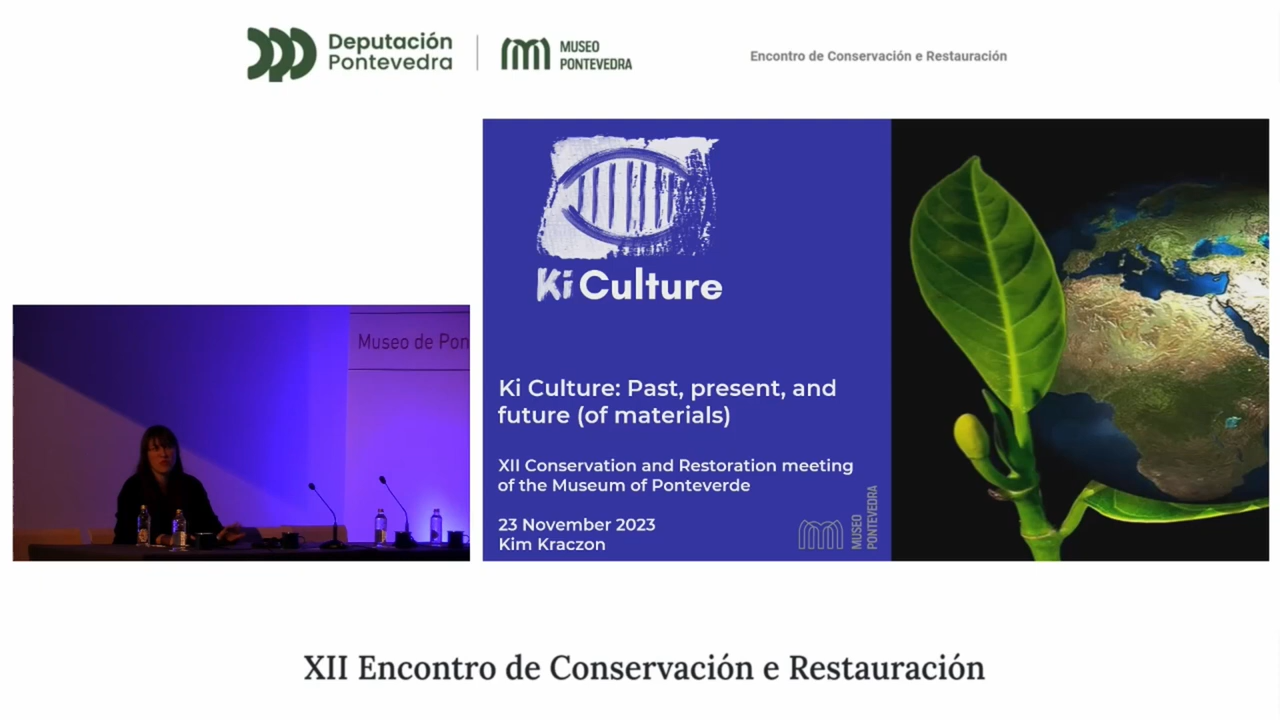 Deputación
Pontevedra
MUSEO
PONTEVEDRA
Encontro de Conservación e Restauración
Ki Culture
Museo de Pon
Ki Culture: Past, present, and
future (of materials)
XII Conservation and Restoration meeting
of the Museum of Ponteverde
23 November 2023
Kim Kraczon
MUSEO
PONTEVEDRA
XII Encontro de Conservación e Restauración